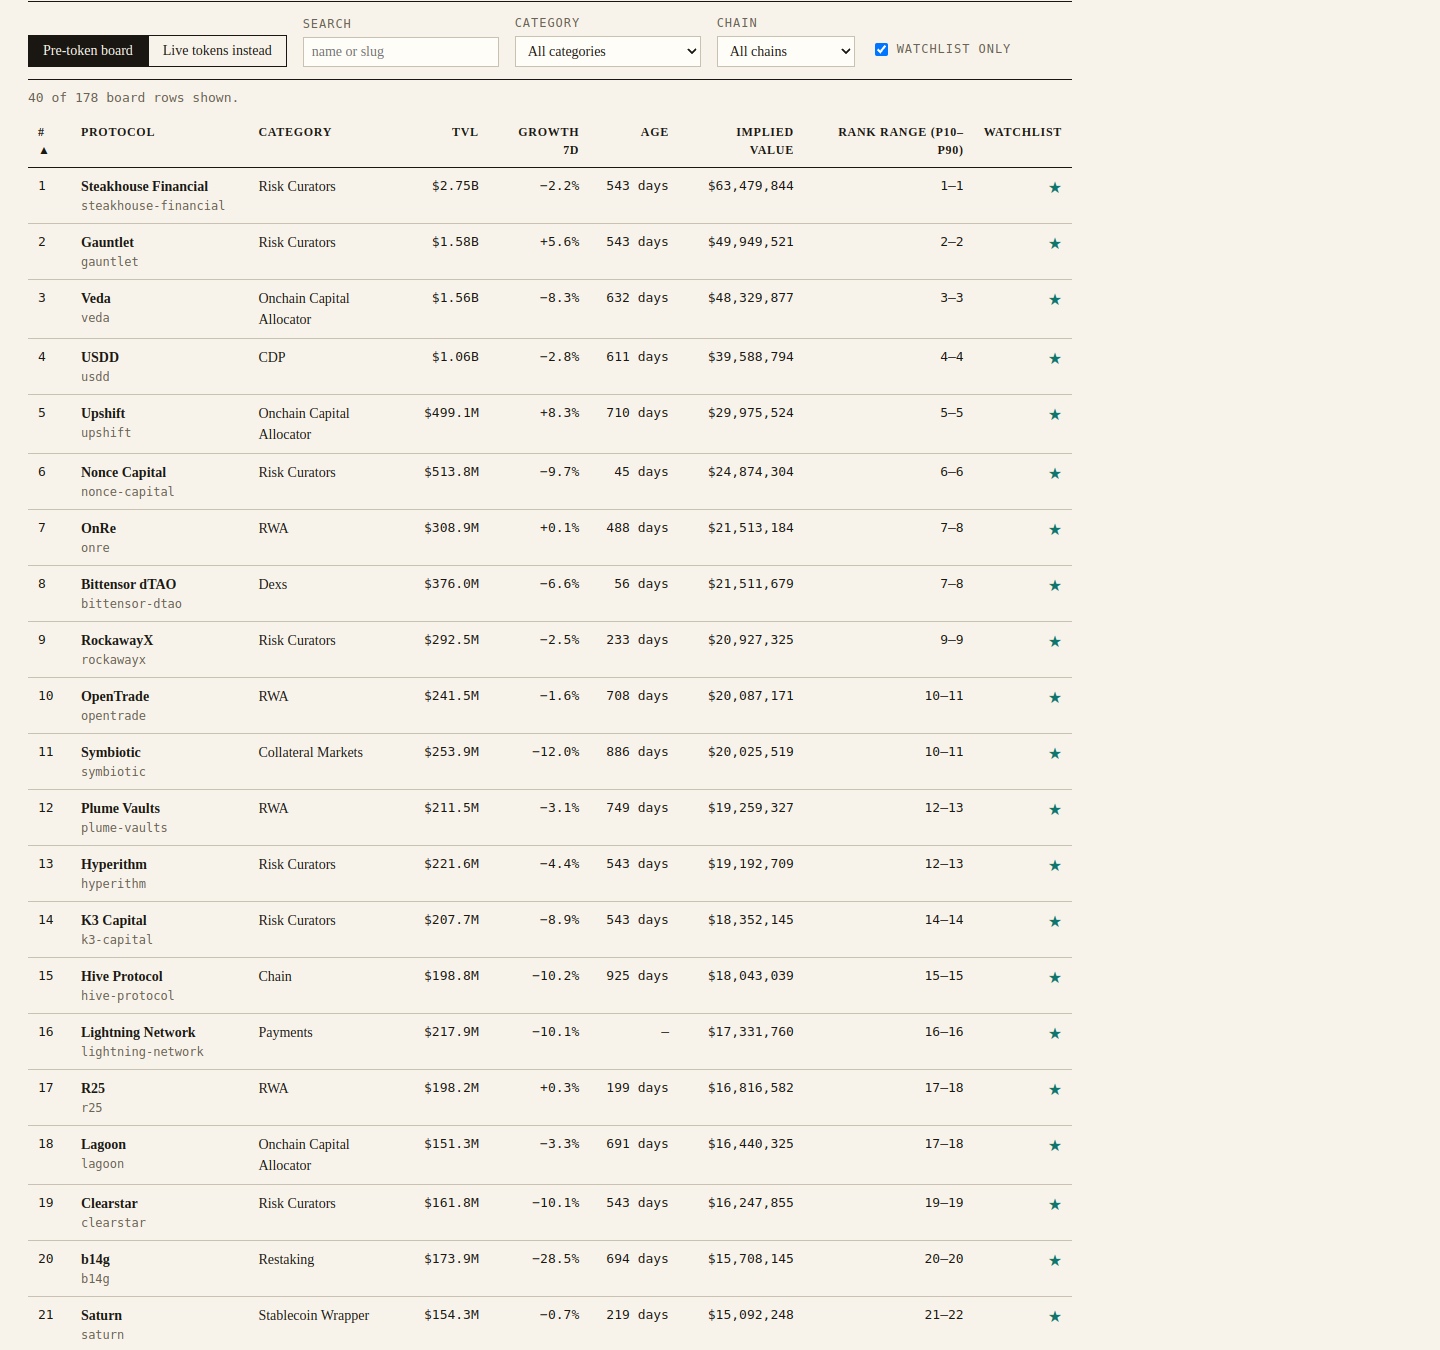 SEARCH
CATEGORY
CHAIN
Pre-token board
Live tokens instead
name or slug
All categories
All chains
WATCHLIST ONLY
40 of 178 board rows shown.
# ▲ PROTOCOL CATEGORY TVL GROWTH 7D AGE IMPLIED VALUE RANK RANGE (P10–P90) WATCHLIST
1 Steakhouse Financial Risk Curators $2.75B −2.2% 543 days $63,479,844 1–1 ★
steakhouse-financial
2 Gauntlet Risk Curators $1.58B +5.6% 543 days $49,949,521 2–2 ★
gauntlet
3 Veda Onchain Capital Allocator $1.56B −8.3% 632 days $48,329,877 3–3 ★
veda
4 USDD CDP $1.06B −2.8% 611 days $39,588,794 4–4 ★
usdd
5 Upshift Onchain Capital Allocator $499.1M +8.3% 710 days $29,975,524 5–5 ★
upshift
6 Nonce Capital Risk Curators $513.8M −9.7% 45 days $24,874,304 6–6 ★
nonce-capital
7 OnRe RWA $308.9M +0.1% 488 days $21,513,184 7–8 ★
onre
8 Bittensor dTAO Dexs $376.0M −6.6% 56 days $21,511,679 7–8 ★
bittensor-dtao
9 RockawayX Risk Curators $292.5M −2.5% 233 days $20,927,325 9–9 ★
rockawayx
10 OpenTrade RWA $241.5M −1.6% 708 days $20,087,171 10–11 ★
opentrade
11 Symbiotic Collateral Markets $253.9M −12.0% 886 days $20,025,519 10–11 ★
symbiotic
12 Plume Vaults RWA $211.5M −3.1% 749 days $19,259,327 12–13 ★
plume-vaults
13 Hyperithm Risk Curators $221.6M −4.4% 543 days $19,192,709 12–13 ★
hyperithm
14 K3 Capital Risk Curators $207.7M −8.9% 543 days $18,352,145 14–14 ★
k3-capital
15 Hive Protocol Chain $198.8M −10.2% 925 days $18,043,039 15–15 ★
hive-protocol
16 Lightning Network Payments $217.9M −10.1% – $17,331,760 16–16 ★
lightning-network
17 R25 RWA $198.2M +0.3% 199 days $16,816,582 17–18 ★
r25
18 Lagoon Onchain Capital Allocator $151.3M −3.3% 691 days $16,440,325 17–18 ★
lagoon
19 Clearstar Risk Curators $161.8M −10.1% 543 days $16,247,855 19–19 ★
clearstar
20 b14g Restaking $173.9M −28.5% 694 days $15,708,145 20–20 ★
b14g
21 Saturn Stablecoin Wrapper $154.3M −0.7% 219 days $15,092,248 21–22 ★
saturn